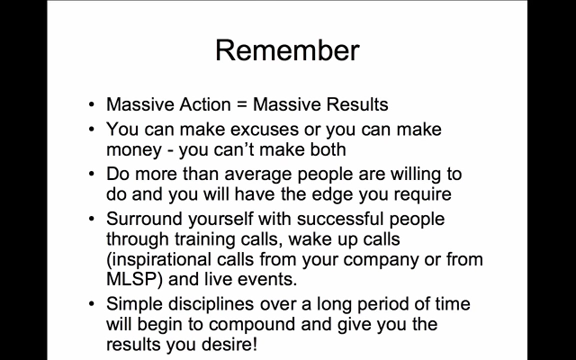 Remember
• Massive Action = Massive Results
• You can make excuses or you can make
money - you can't make both
• Do more than average people are willing to
do and you will have the edge you require
• Surround yourself with successful people
through training calls, wake up calls
(inspirational calls from your company or from
MLSP) and live events.
• Simple disciplines over a long period of time
will begin to compound and give you the
results you desire!